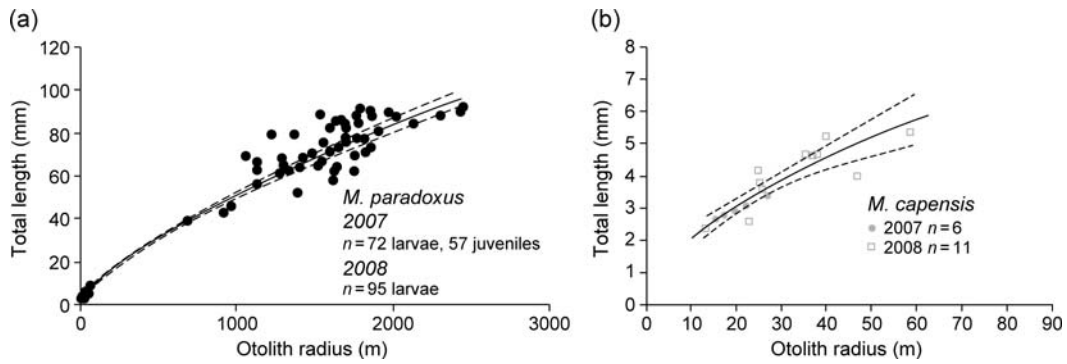 (a)
120
100
80
60
40
20
0
Total length (mm)
M. paradoxus
2007
n=72 larvae, 57 juveniles
2008
n=95 larvae
0 1000 2000 3000
Otolith radius (m)
(b)
8
7
6
5
4
3
2
1
0
Total length (mm)
M. capensis
2007 n=6
2008 n=11
0 10 20 30 40 50 60 70 80 90
Otolith radius (m)